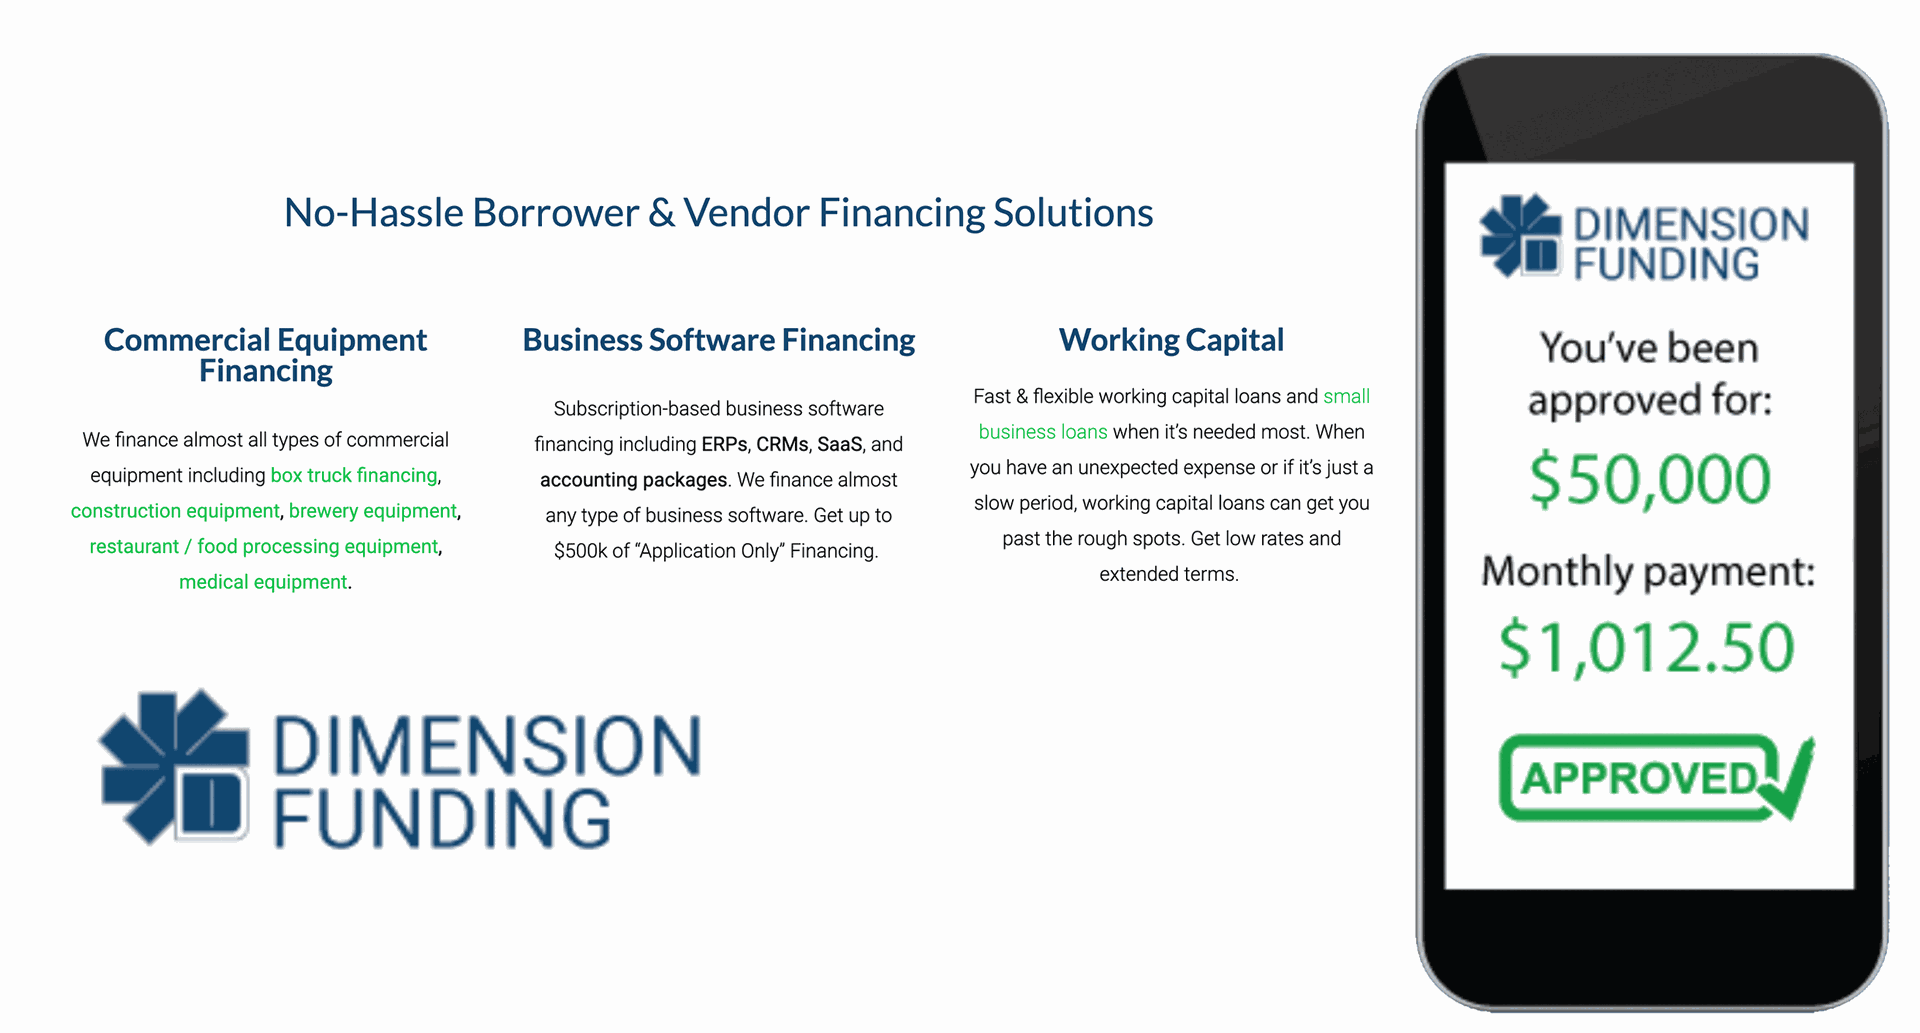 No-Hassle Borrower & Vendor Financing Solutions
Commercial Equipment
Financing
We finance almost all types of commercial
equipment including box truck financing,
construction equipment, brewery equipment,
restaurant / food processing equipment,
medical equipment.
Business Software Financing
Subscription-based business software
financing including ERPs, CRMs, SaaS, and
accounting packages. We finance almost
any type of business software. Get up to
$500k of “Application Only” Financing.
Working Capital
Fast & flexible working capital loans and small
business loans when it’s needed most. When
you have an unexpected expense or if it’s just a
slow period, working capital loans can get you
past the rough spots. Get low rates and
extended terms.
D
DIMENSION
FUNDING
D
DIMENSION
FUNDING
You’ve been
approved for:
$50,000
Monthly payment:
$1,012.50
APPROVED